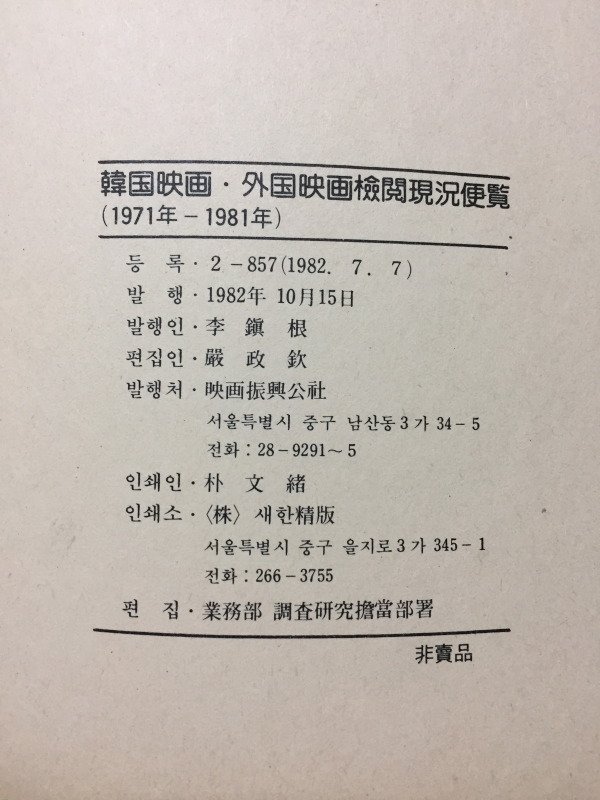 韓国映画・外国映画檢閲現況便覧
(1971年－1981年)
등 록・2－857(1982. 7. 7)
발 행・1982年 10月15日
발행인・李 鎭 根
편집인・嚴 政 欽
발행처・映画振興公社
서울특별시 중구 남산동3가 34－5
전화：28－9291～5
인쇄인・朴 文 緖
인쇄소・〈株〉새한精版
서울특별시 중구 을지로3가 345－1
전화：266－3755
편 집・業務部 調査研究擔當部署
非賣品